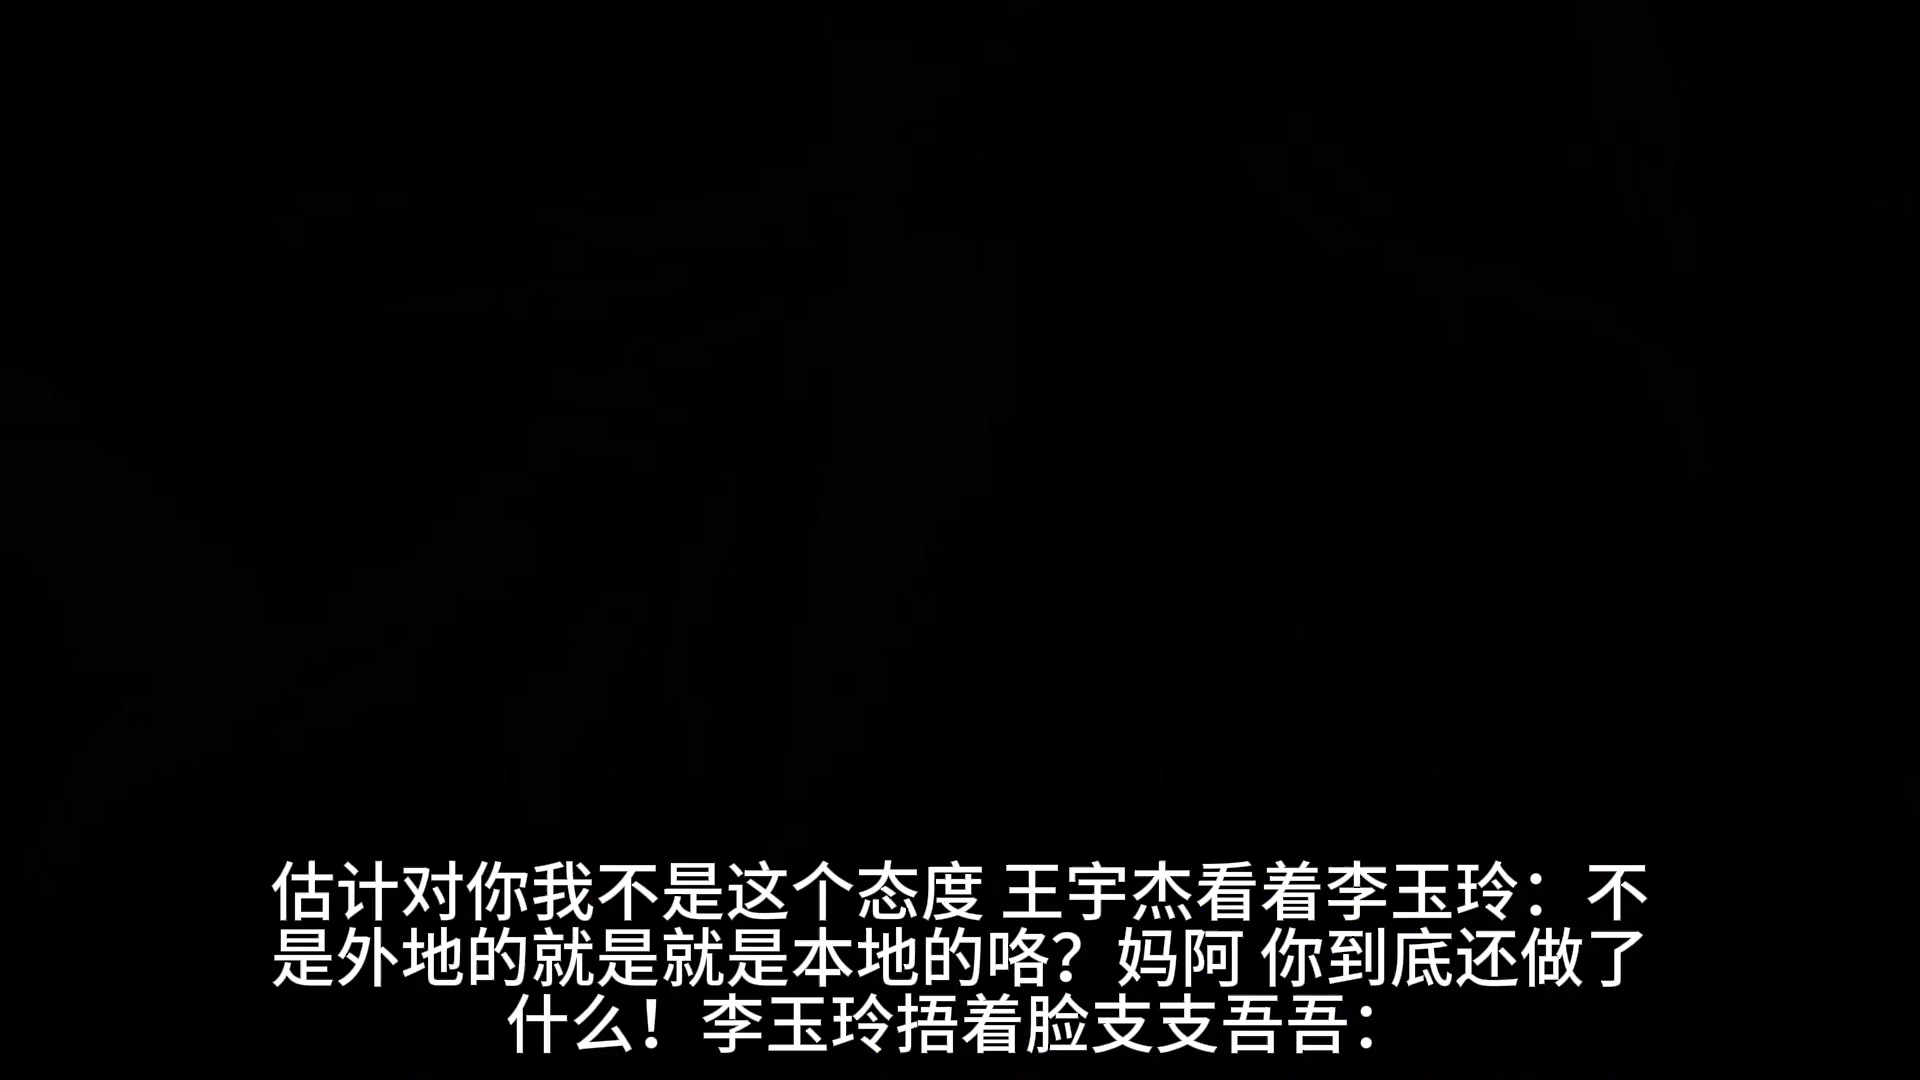 估计对你我不是这个态度 王宇杰看着李玉玲：不
是外地的就是就是本地的咯？妈阿 你到底还做了
什么！李玉玲捂着脸支支吾吾：